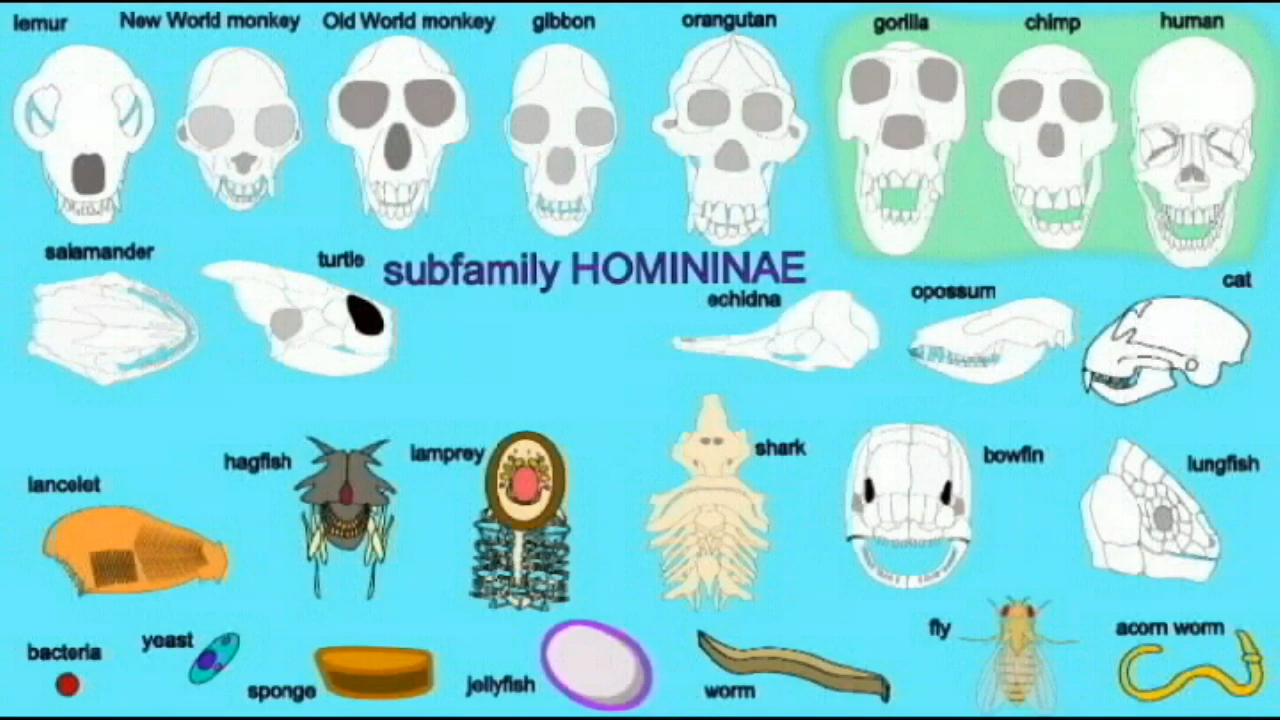 lemur
New World monkey
Old World monkey
gibbon
orangutan
gorilla
chimp
human
salamander
turtle
subfamily HOMININAE
echidna
opossum
cat
lancelet
hagfish
lamprey
shark
bowfin
lungfish
bacteria
yeast
sponge
jellyfish
worm
fly
acorn worm